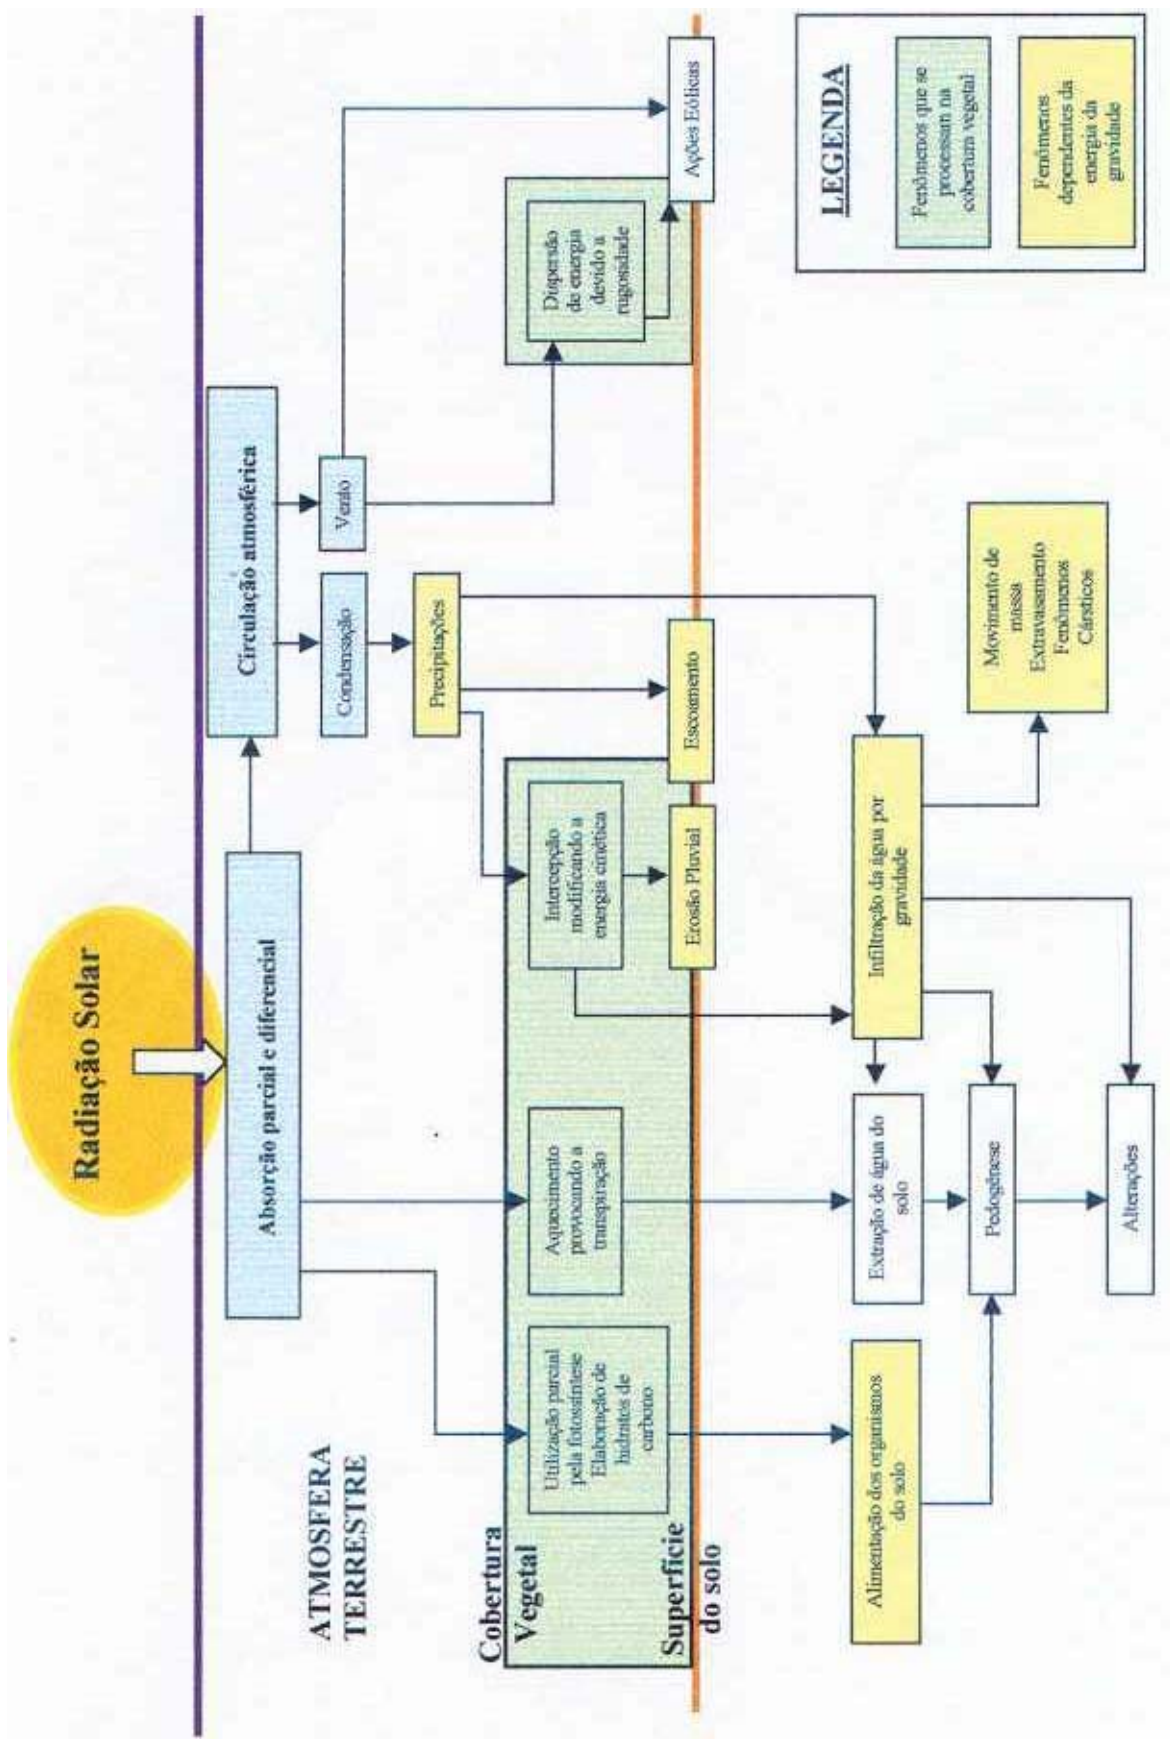 Radiação Solar
Absorção parcial e diferencial
Circulação atmosférica
ATMOSFERA
TERRESTRE
Condensação
Vento
Precipitações
Cobertura
Vegetal
Utilização parcial
pela fotossíntese
Elaboração de
hidratos de
carbono
Aquecimento
provocando a
transpiração
Intercepção
modificando a
energia cinética
Dispersão
de energia
devido a
rugosidade
Superfície
do solo
Erosão Pluvial
Escoamento
Ações Eólicas
Alimentação dos organismos
do solo
Extração de água do
solo
Infiltração da água por
gravidade
Pedogênese
Movimento de
massa
Extravasamento
Fenômenos
Cársticos
Alterações
LEGENDA
Fenômenos que se
processan na
cobertura vegetal
Fenômenos
dependentes da
energia da
gravidade